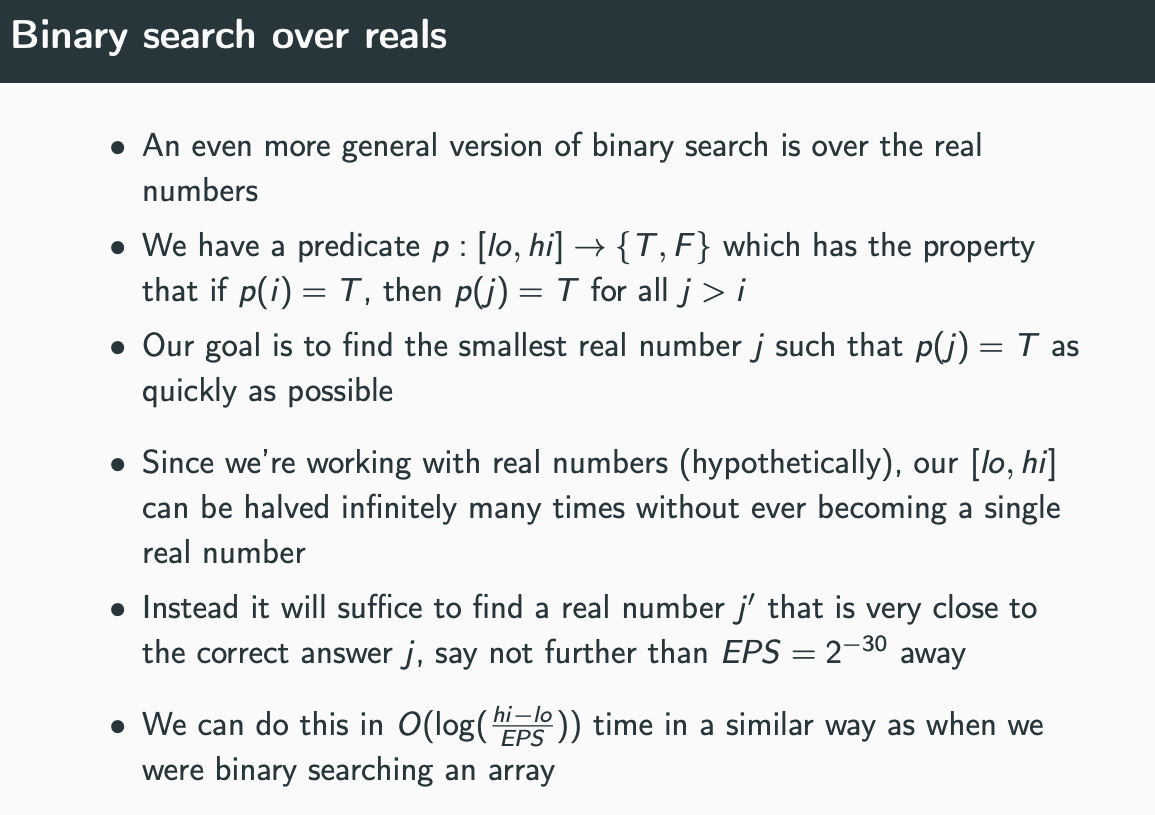 Binary search over reals
• An even more general version of binary search is over the real
numbers
• We have a predicate p : [lo, hi] → {T, F} which has the property
that if p(i) = T, then p(j) = T for all j > i
• Our goal is to find the smallest real number j such that p(j) = T as
quickly as possible
• Since we're working with real numbers (hypothetically), our [lo, hi]
can be halved infinitely many times without ever becoming a single
real number
• Instead it will suffice to find a real number j′ that is very close to
the correct answer j, say not further than EPS = 2⁻³⁰ away
• We can do this in O(log(\frac{hi−lo}{EPS})) time in a similar way as when we
were binary searching an array